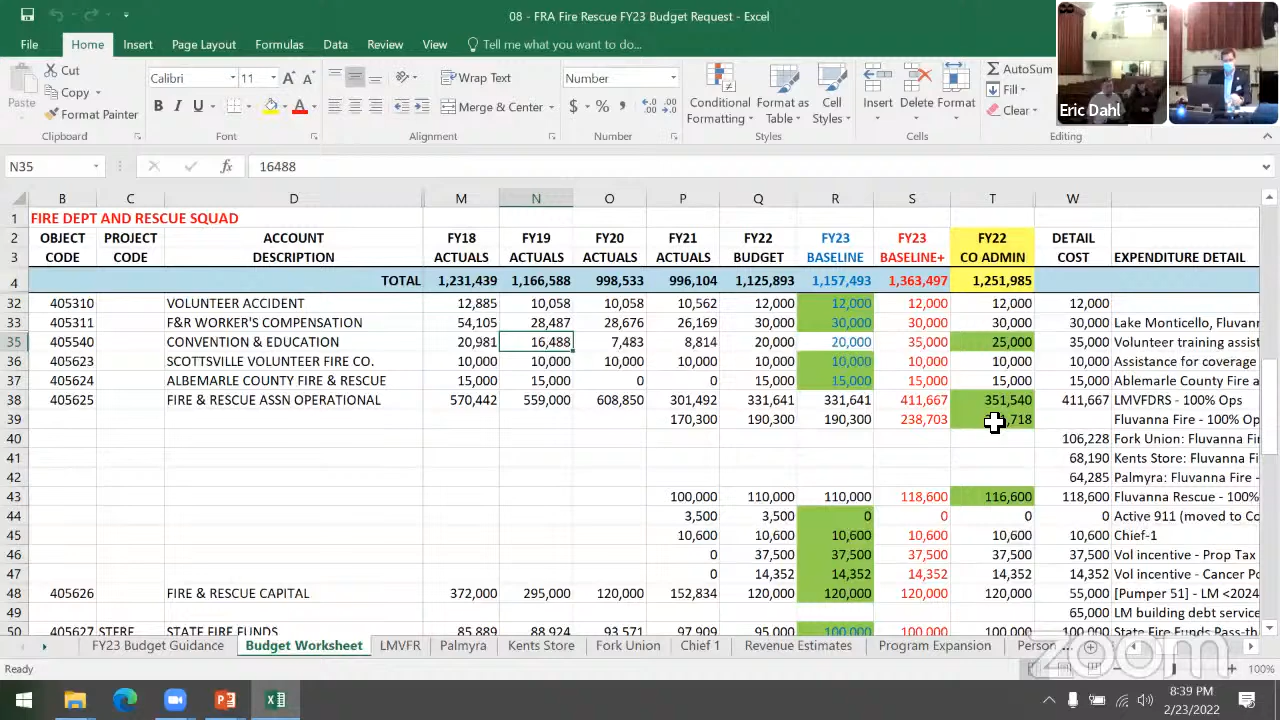 08 - FRA Fire Rescue FY23 Budget Request - Excel
File Home Insert Page Layout Formulas Data Review View Tell me what you want to do...
Paste Cut Copy Format Painter Clipboard
Calibri 11 B I U A Font
Wrap Text Merge & Center Alignment
Number $ % , Number
Conditional Formatting Format as Table Cell Styles Styles
Insert Delete Format Cells
AutoSum Fill Clear Editing
Eric Dahl
N35 fx 16488
B C D M N O P Q R S T W
1 FIRE DEPT AND RESCUE SQUAD
2 OBJECT PROJECT ACCOUNT FY18 FY19 FY20 FY21 FY22 FY23 FY23 FY22 DETAIL
3 CODE CODE DESCRIPTION ACTUALS ACTUALS ACTUALS ACTUALS BUDGET BASELINE BASELINE+ CO ADMIN COST EXPENDITURE DETAIL
4 TOTAL 1,231,439 1,166,588 998,533 996,104 1,125,893 1,157,493 1,363,497 1,251,985
32 405310 VOLUNTEER ACCIDENT 12,885 10,058 10,058 10,562 12,000 12,000 12,000 12,000 12,000
33 405311 F&R WORKER'S COMPENSATION 54,105 28,487 28,676 26,169 30,000 30,000 30,000 30,000 30,000 Lake Monticello, Fluvann
35 405540 CONVENTION & EDUCATION 20,981 16,488 7,483 8,814 20,000 20,000 35,000 25,000 35,000 Volunteer training assist
36 405623 SCOTTSVILLE VOLUNTEER FIRE CO. 10,000 10,000 10,000 10,000 10,000 10,000 10,000 10,000 10,000 Assistance for coverage
37 405624 ALBEMARLE COUNTY FIRE & RESCUE 15,000 15,000 0 0 15,000 15,000 15,000 15,000 15,000 Ablemarle County Fire a
38 405625 FIRE & RESCUE ASSN OPERATIONAL 570,442 559,000 608,850 301,492 331,641 331,641 411,667 351,540 411,667 LMVFDRS - 100% Ops
39 170,300 190,300 190,300 238,703 ,718 Fluvanna Fire - 100% Op
40 106,228 Fork Union: Fluvanna Fir
41 68,190 Kents Store: Fluvanna Fi
42 64,285 Palmyra: Fluvanna Fire -
43 100,000 110,000 110,000 118,600 116,600 118,600 Fluvanna Rescue - 100%
44 3,500 3,500 0 0 0 0 Active 911 (moved to Co
45 10,600 10,600 10,600 10,600 10,600 10,600 Chief-1
46 0 37,500 37,500 37,500 37,500 37,500 Vol incentive - Prop Tax
47 0 14,352 14,352 14,352 14,352 14,352 Vol incentive - Cancer Po
48 405626 FIRE & RESCUE CAPITAL 372,000 295,000 120,000 152,834 120,000 120,000 120,000 120,000 55,000 [Pumper 51] - LM <2024
49 65,000 LM building debt service
50 405627 STFRF STATE FIRE FUNDS 85,889 88,924 93,571 97,909 95,000 100,000 100,000 100,000 100,000 State Fire Funds Pass-th
FY23 Budget Guidance Budget Worksheet LMVFR Palmyra Kents Store Fork Union Chief 1 Revenue Estimates Program Expansion Person ...
Ready 100%
zoom
8:39 PM
2/23/2022